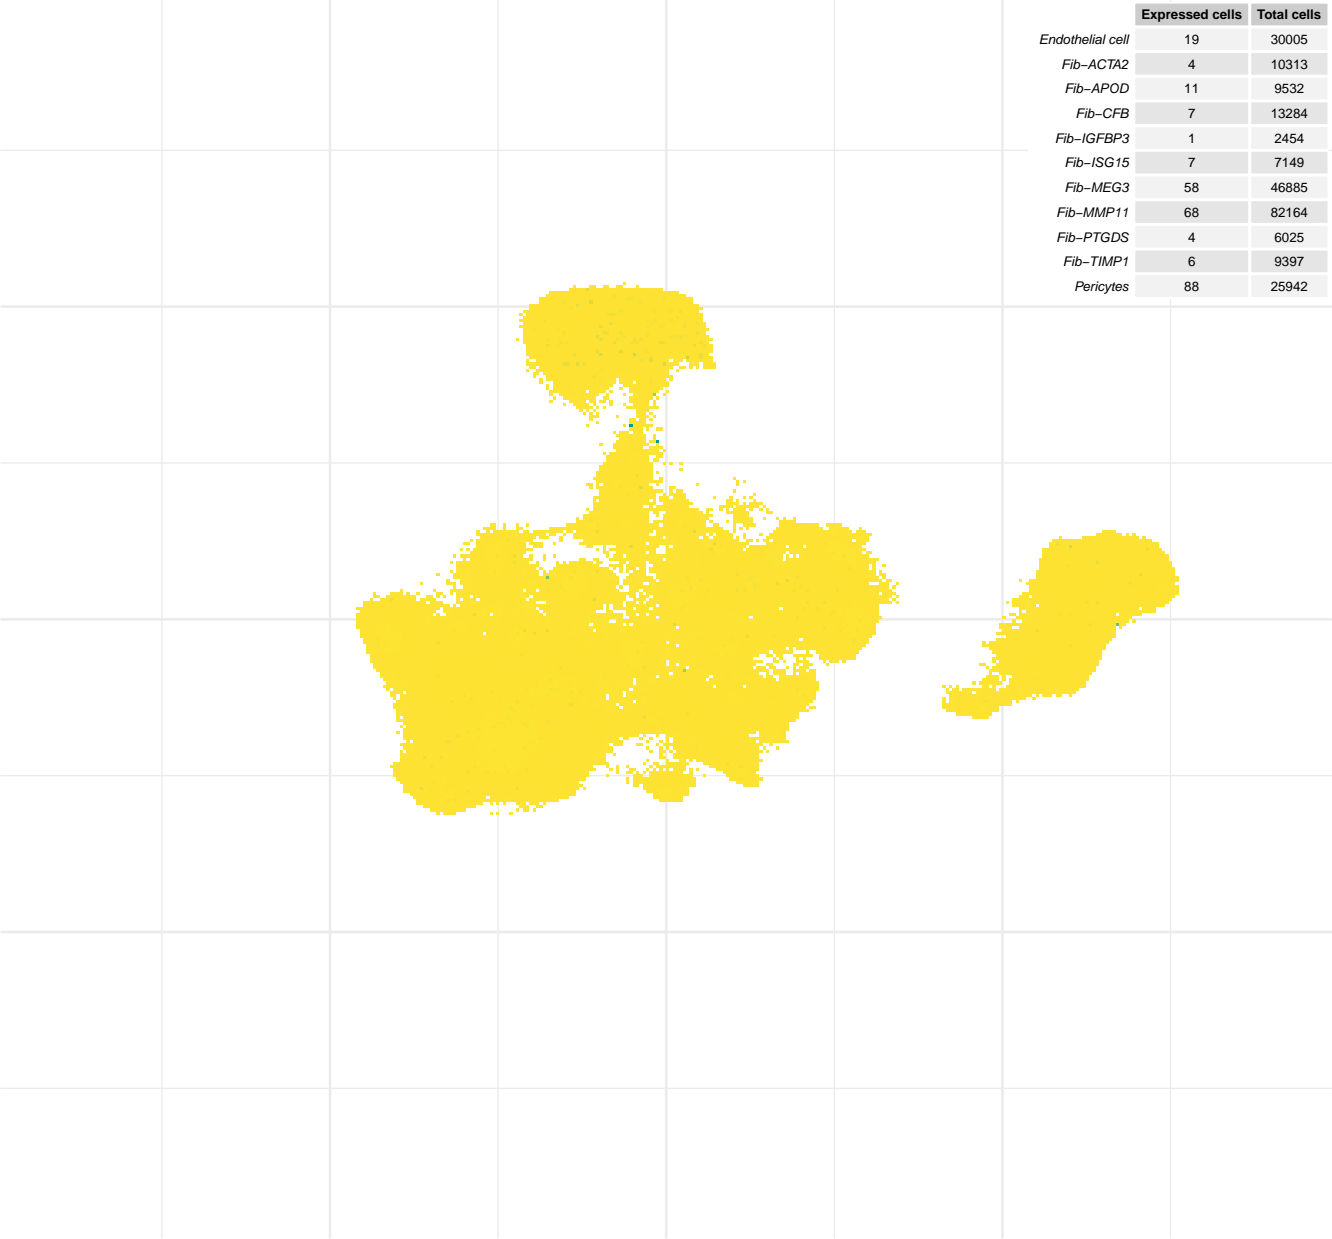 Expressed cells Total cells
Endothelial cell 19 30005
Fib−ACTA2 4 10313
Fib−APOD 11 9532
Fib−CFB 7 13284
Fib−IGFBP3 1 2454
Fib−ISG15 7 7149
Fib−MEG3 58 46885
Fib−MMP11 68 82164
Fib−PTGDS 4 6025
Fib−TIMP1 6 9397
Pericytes 88 25942